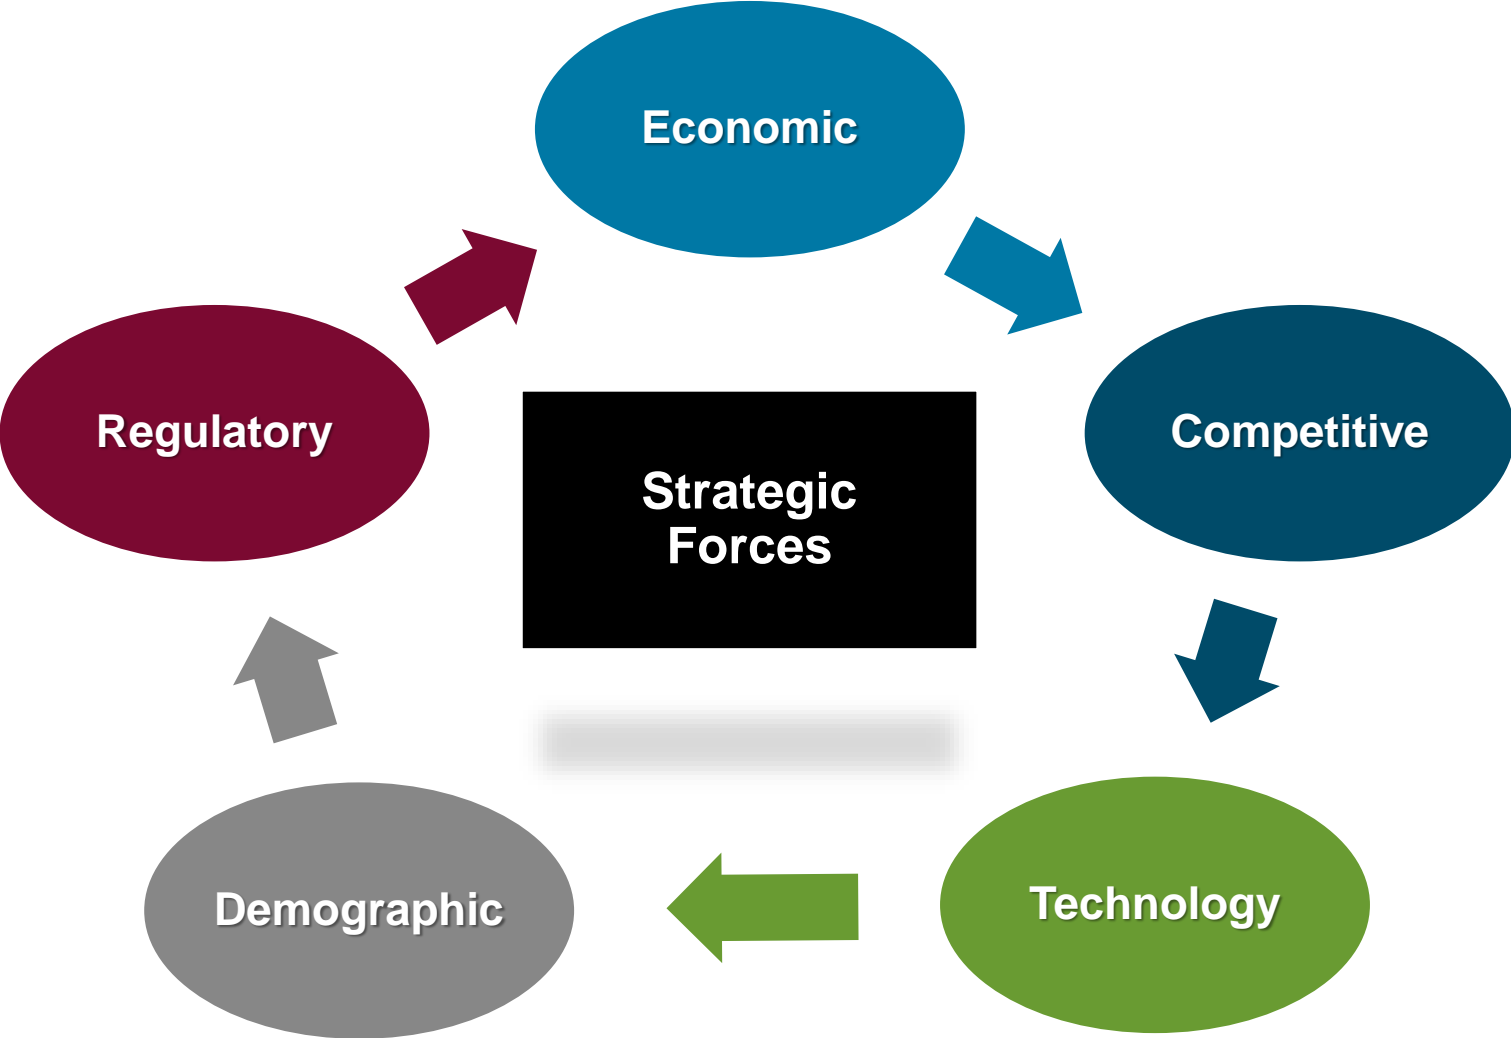 Economic
Regulatory
Competitive
Strategic
Forces
Demographic
Technology